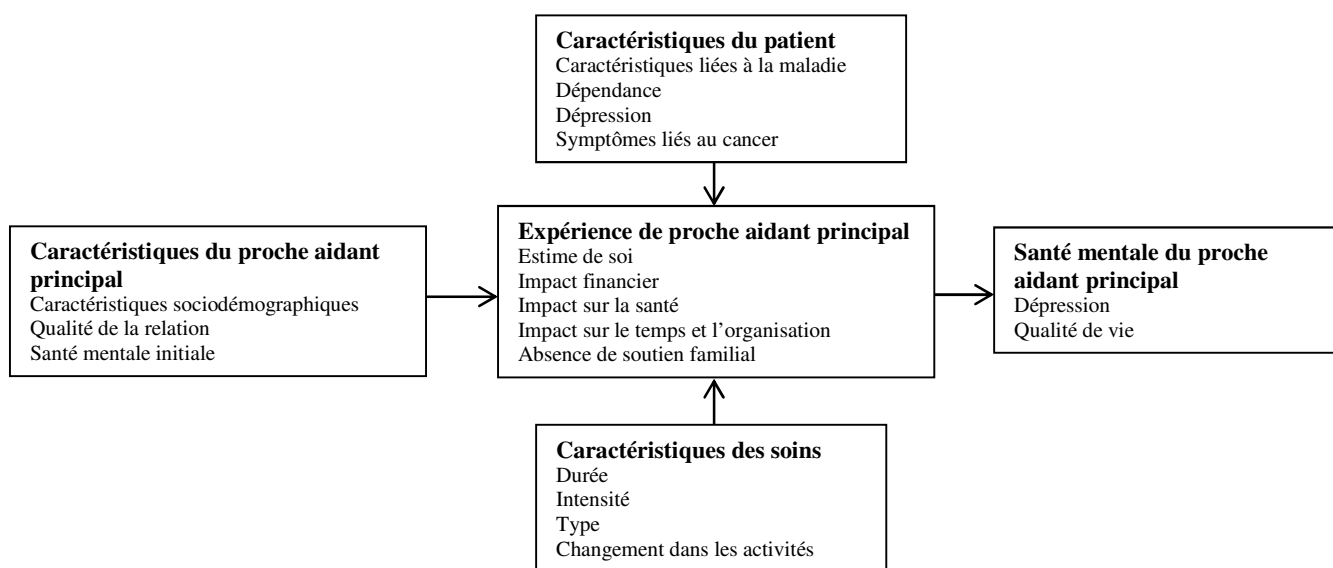 Caractéristiques du patient
Caractéristiques liées à la maladie
Dépendance
Dépression
Symptômes liés au cancer
Caractéristiques du proche aidant
principal
Caractéristiques sociodémographiques
Qualité de la relation
Santé mentale initiale
Expérience de proche aidant principal
Estime de soi
Impact financier
Impact sur la santé
Impact sur le temps et l’organisation
Absence de soutien familial
Santé mentale du proche
aidant principal
Dépression
Qualité de vie
Caractéristiques des soins
Durée
Intensité
Type
Changement dans les activités